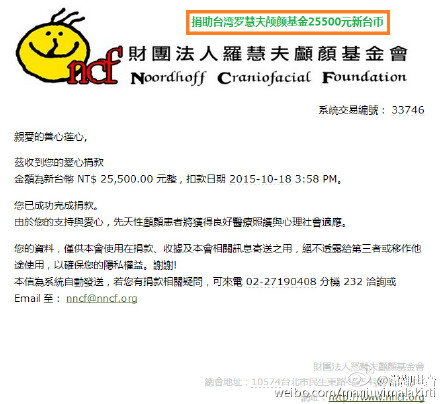 捐助台湾罗慧夫颅颜基金25500元新台币
ncf
財團法人羅慧夫顱顏基金會
Noordhoff Craniofacial Foundation
系統交易編號： 33746
親愛的善心莲心,
茲收到您的愛心捐款
金額為新台幣 NT$ 25,500.00 元整，扣款日期 2015-10-18 3:58 PM。
您已成功完成捐款。
由於您的支持與愛心，先天性顱顏患者將獲得良好醫療照護與心理社會適應。
您的資料，僅供本會使用在捐款、收據及本會相關訊息寄送之用，絕不透露給第三者或移作他
途使用，以確保您的隱私權益。謝謝!
本信為系統自動發送，若您有捐款相關疑問，可來電 02-27190408 分機 232 洽詢或
Email 至： nncf@nncf.org
財團法人羅慧夫顱顏基金會
總會地址：10574台北市民生東路
weibo.com/manjuvimalakirti
網址：http://www.nncf.org